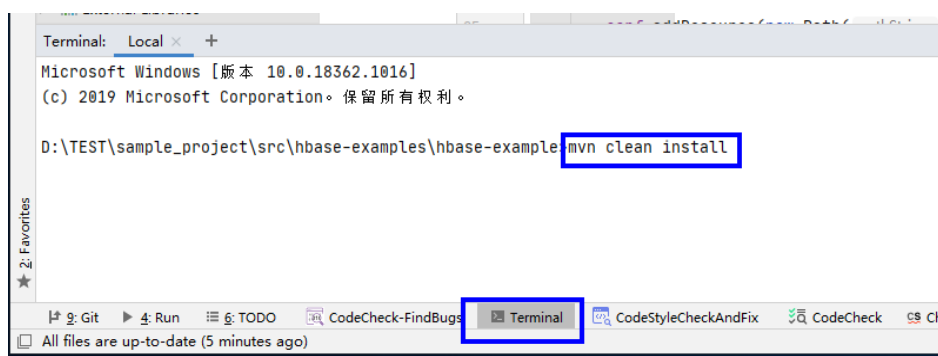 Terminal: Local × +
Microsoft Windows [版本 10.0.18362.1016]
(c) 2019 Microsoft Corporation。保留所有权利。
D:\TEST\sample_project\src\hbase-examples\hbase-example>mvn clean install
2: Favorites
9: Git 4: Run 6: TODO CodeCheck-FindBugs Terminal CodeStyleCheckAndFix CodeCheck
All files are up-to-date (5 minutes ago)